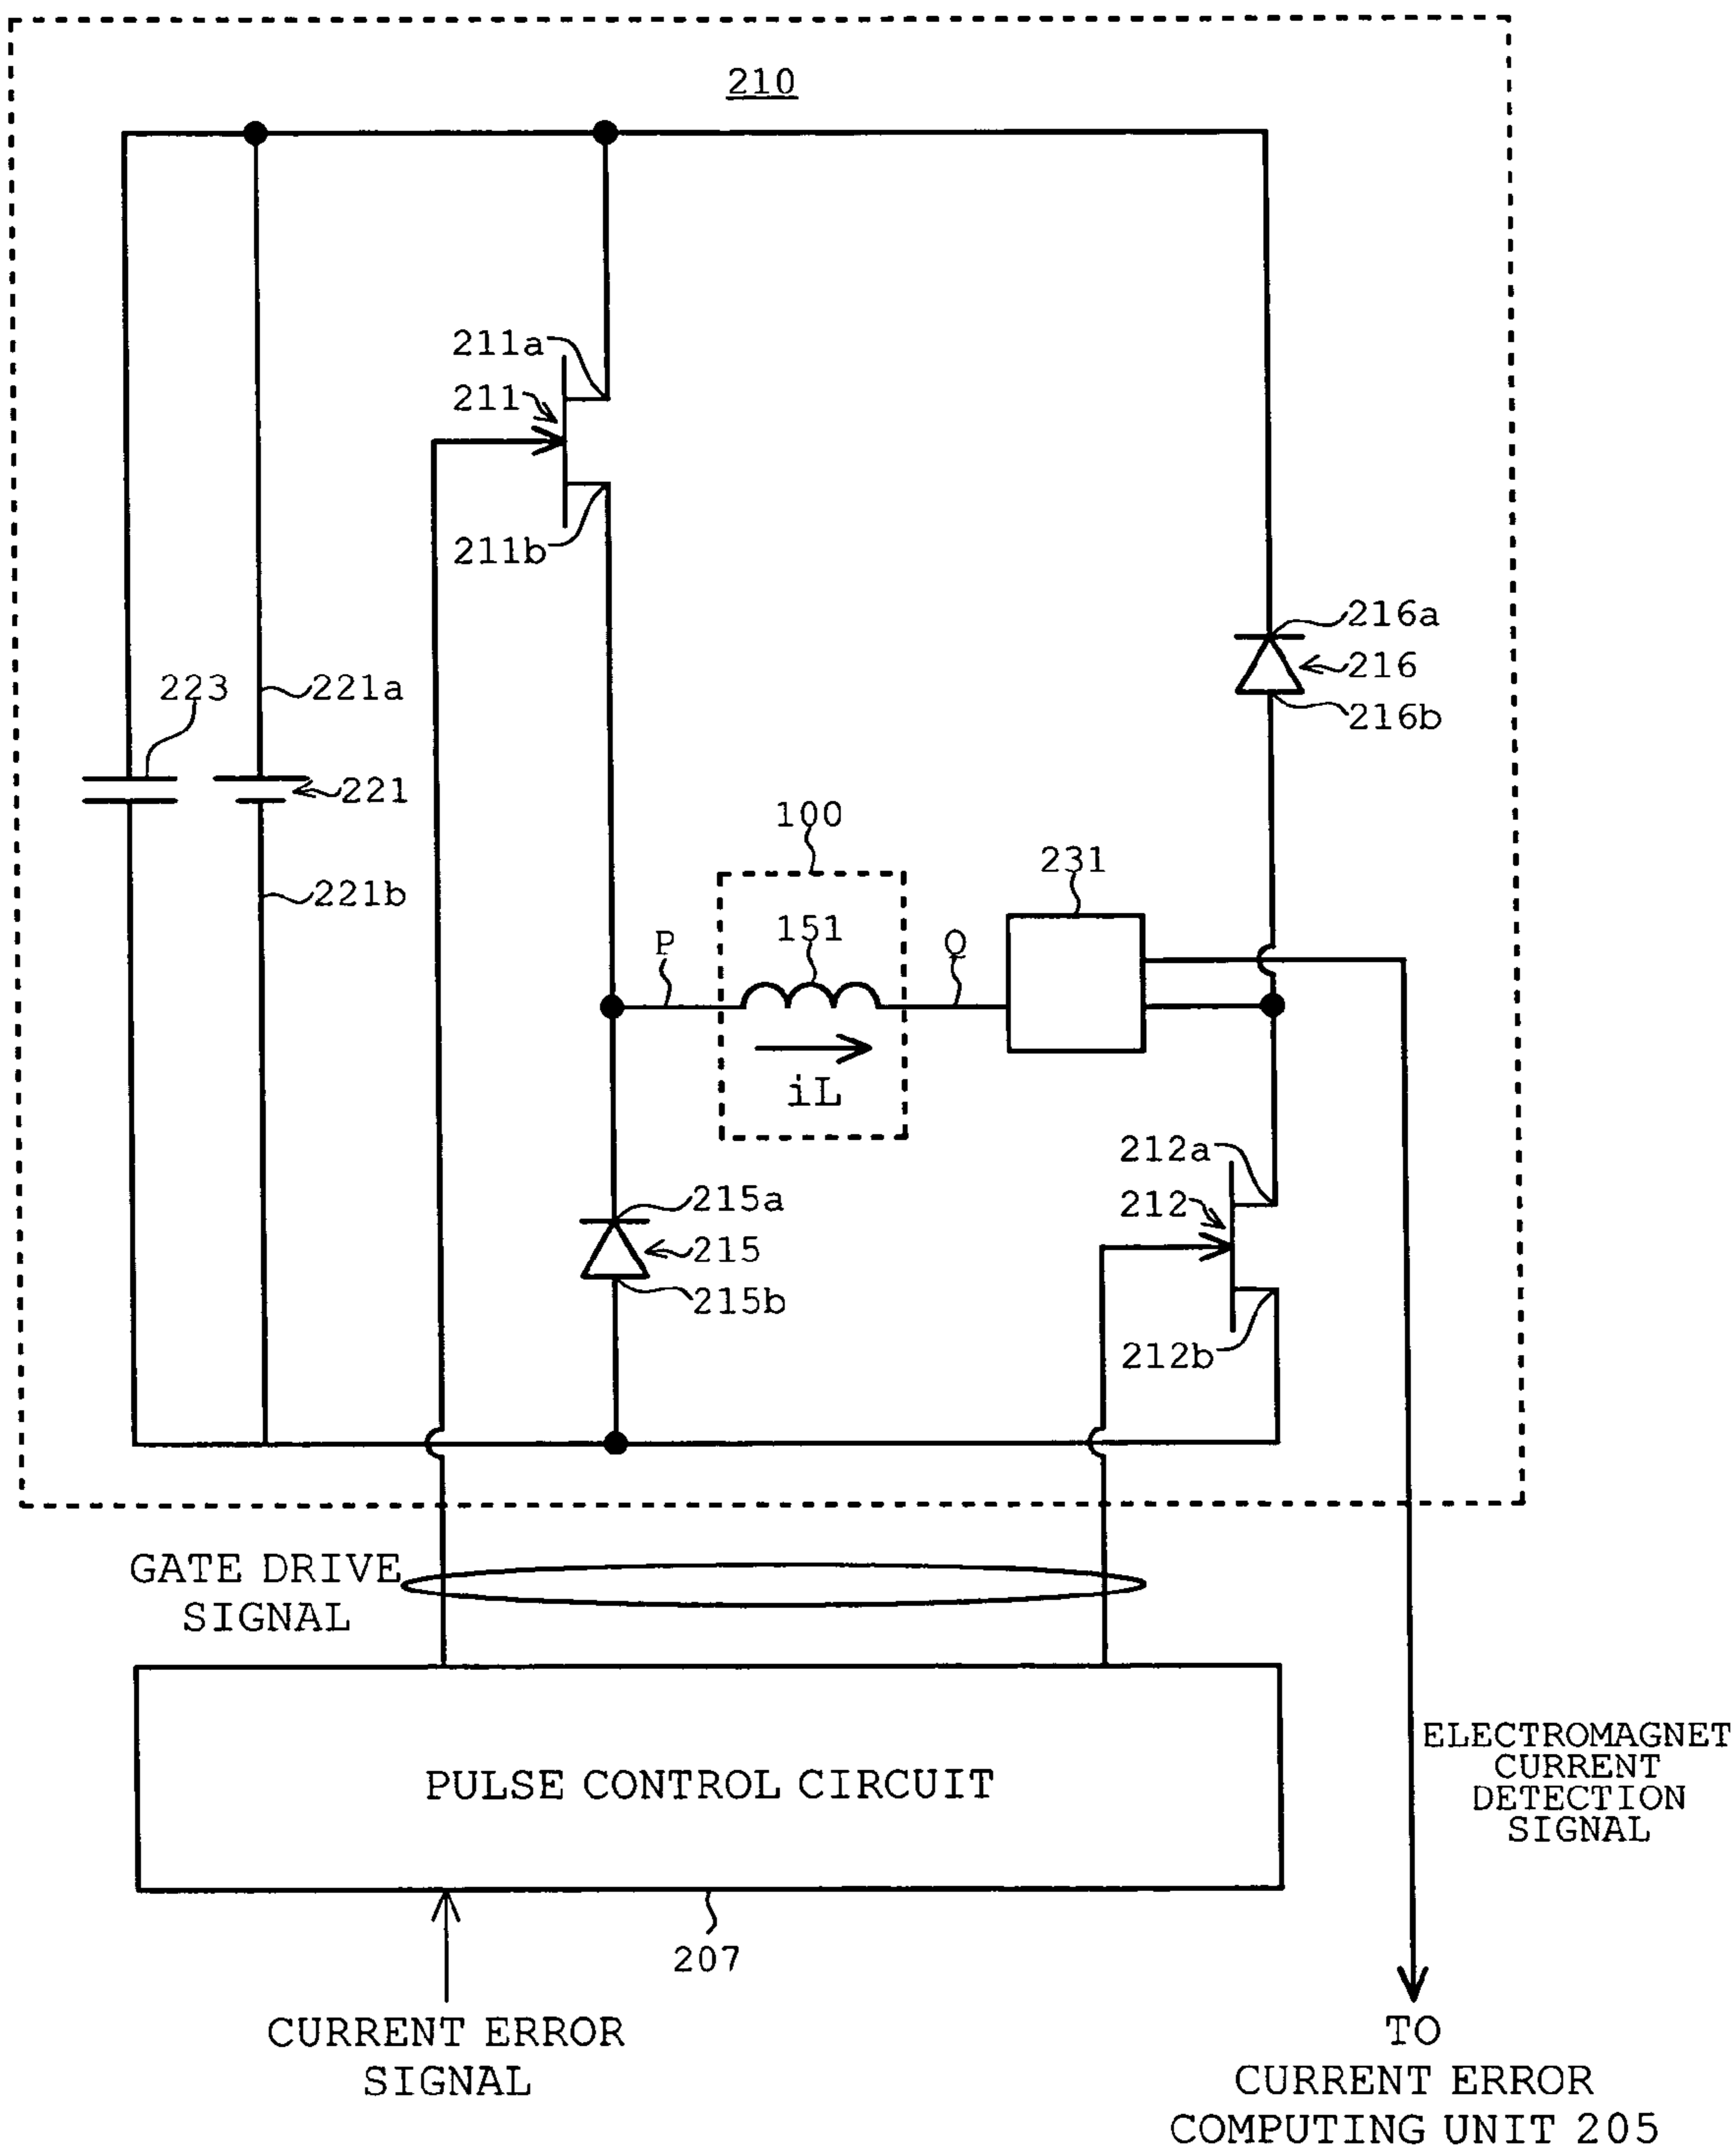 210
211a
211
211b
216a
216
216b
223
221a
221
221b
100
231
151
P
Q
iL
212a
212
212b
215a
215
215b
GATE DRIVE
SIGNAL
PULSE CONTROL CIRCUIT
ELECTROMAGNET
CURRENT
DETECTION
SIGNAL
207
CURRENT ERROR
SIGNAL
TO
CURRENT ERROR
COMPUTING UNIT 205